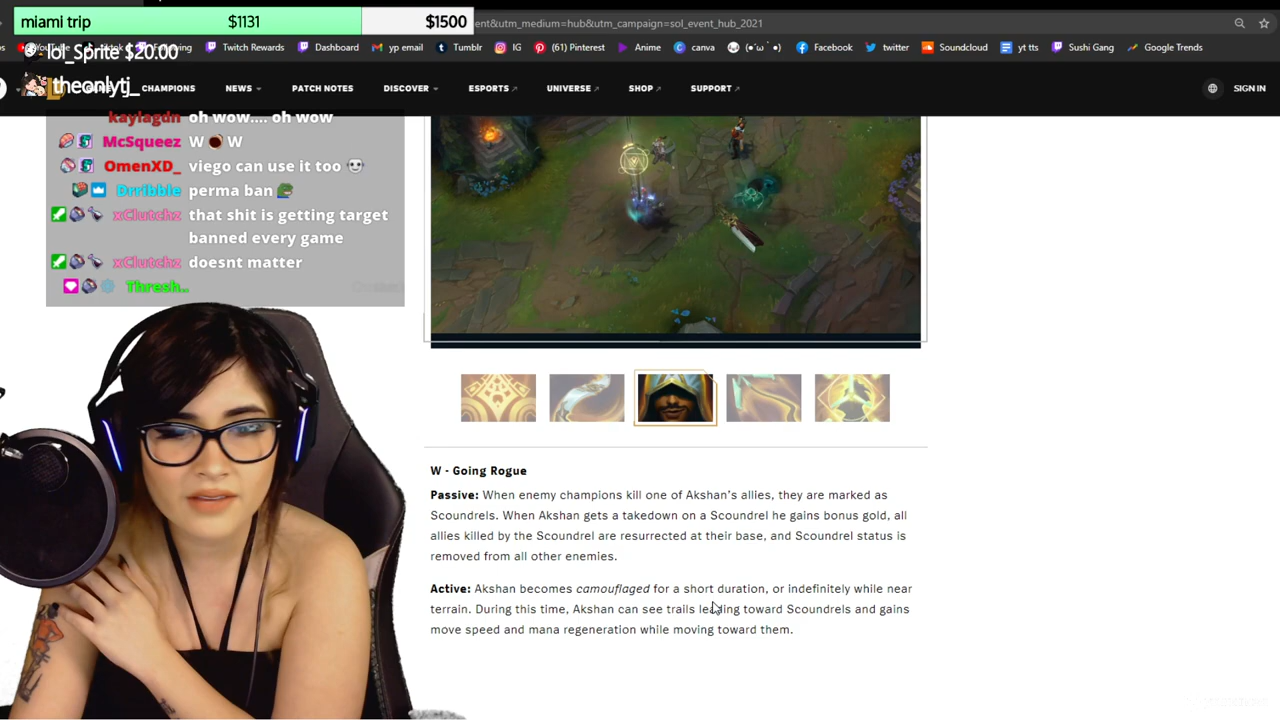 miami trip $1131 $1500
ent&utm_medium=hub&utm_campaign=sol_event_hub_2021
lol_Sprite $20.00
YouTube Following Twitch Rewards Dashboard yp email Tumblr IG (61) Pinterest Anime canva (●'ω'●) Facebook twitter Soundcloud yt tts Sushi Gang Google Trends
theonlytj_
CHAMPIONS NEWS PATCH NOTES DISCOVER ESPORTS UNIVERSE SHOP SUPPORT SIGN IN
kaylagdn oh wow.... oh wow
McSqueez W W
OmenXD_ viego can use it too
Drribble perma ban
xClutchz that shit is getting target
banned every game
xClutchz doesnt matter
Thresh..
W - Going Rogue
Passive: When enemy champions kill one of Akshan's allies, they are marked as
Scoundrels. When Akshan gets a takedown on a Scoundrel he gains bonus gold, all
allies killed by the Scoundrel are resurrected at their base, and Scoundrel status is
removed from all other enemies.
Active: Akshan becomes camouflaged for a short duration, or indefinitely while near
terrain. During this time, Akshan can see trails leading toward Scoundrels and gains
move speed and mana regeneration while moving toward them.